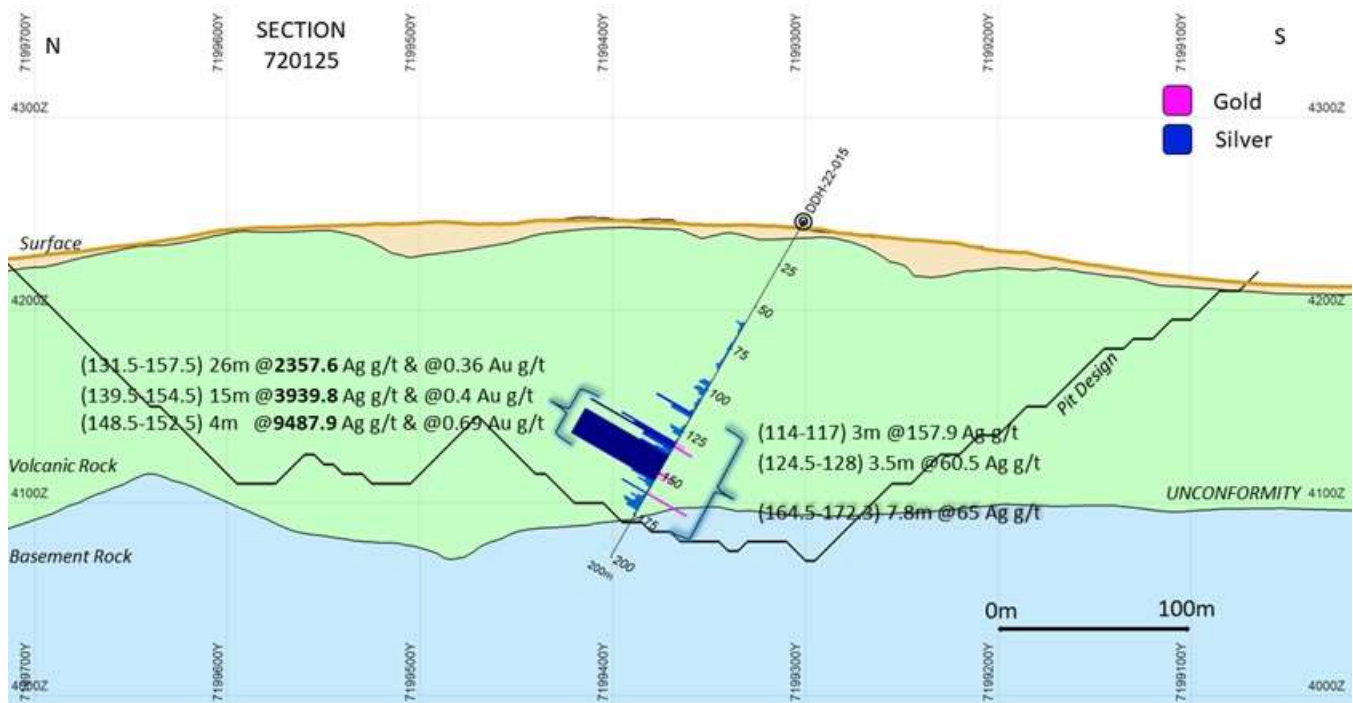 7199700Y
7199600Y
7199500Y
7199400Y
7199300Y
7199200Y
7199100Y
N
SECTION
720125
S
Gold
Silver
4300Z
4300Z
DDH-22-015
Surface
25
50
75
100
125
150
175
200
200m
4200Z
4200Z
(131.5-157.5) 26m @2357.6 Ag g/t & @0.36 Au g/t
(139.5-154.5) 15m @3939.8 Ag g/t & @0.4 Au g/t
(148.5-152.5) 4m @9487.9 Ag g/t & @0.69 Au g/t
Pit Design
(114-117) 3m @157.9 Ag g/t
(124.5-128) 3.5m @60.5 Ag g/t
(164.5-172.3) 7.8m @65 Ag g/t
Volcanic Rock
4100Z
UNCONFORMITY
4100Z
Basement Rock
0m
100m
7199700Y
7199600Y
7199500Y
7199400Y
7199300Y
7199200Y
7199100Y
4000Z
4000Z